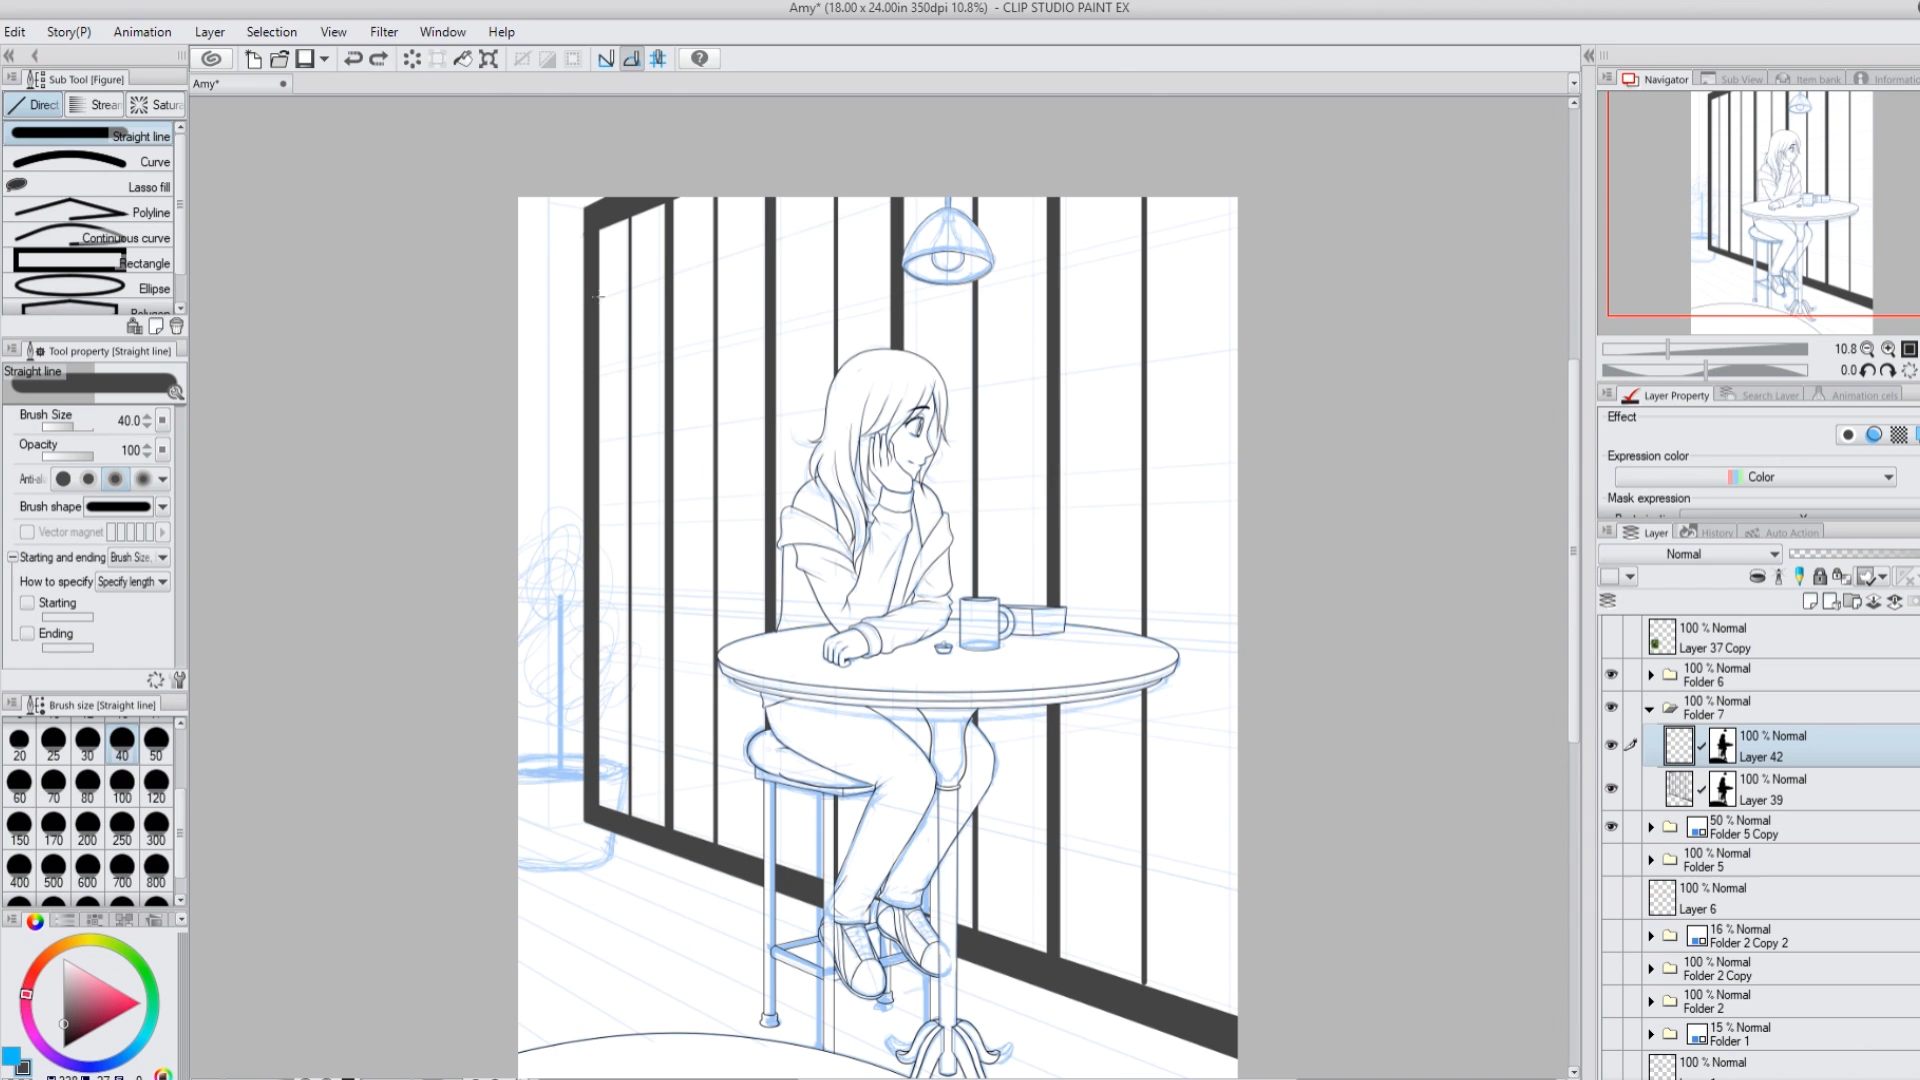 Amy* (18.00 x 24.00in 350dpi 10.8%) - CLIP STUDIO PAINT EX
Edit Story(P) Animation Layer Selection View Filter Window Help
Sub Tool [Figure]
Amy*
Direct Strear Satura
Straight line
Curve
Lasso fill
Polyline
Continuous curve
Rectangle
Ellipse
Polygon
Tool property [Straight line]
Straight line
Brush Size 40.0
Opacity 100
Anti-ali
Brush shape
Vector magnet
Starting and ending Brush Size,
How to specify Specify length
Starting
Ending
Brush size [Straight line]
20 25 30 40 50
60 70 80 100 120
150 170 200 250 300
400 500 600 700 800
Navigator Sub View Item bank Informatio
10.8
0.0
Layer Property Search Layer Animation cels
Effect
Expression color
Color
Mask expression
Layer History Auto Action
Normal
100 % Normal
Layer 37 Copy
100 % Normal
Folder 6
100 % Normal
Folder 7
100 % Normal
Layer 42
100 % Normal
Layer 39
50 % Normal
Folder 5 Copy
100 % Normal
Folder 5
100 % Normal
Layer 6
16 % Normal
Folder 2 Copy 2
100 % Normal
Folder 2 Copy
100 % Normal
Folder 2
15 % Normal
Folder 1
100 % Normal